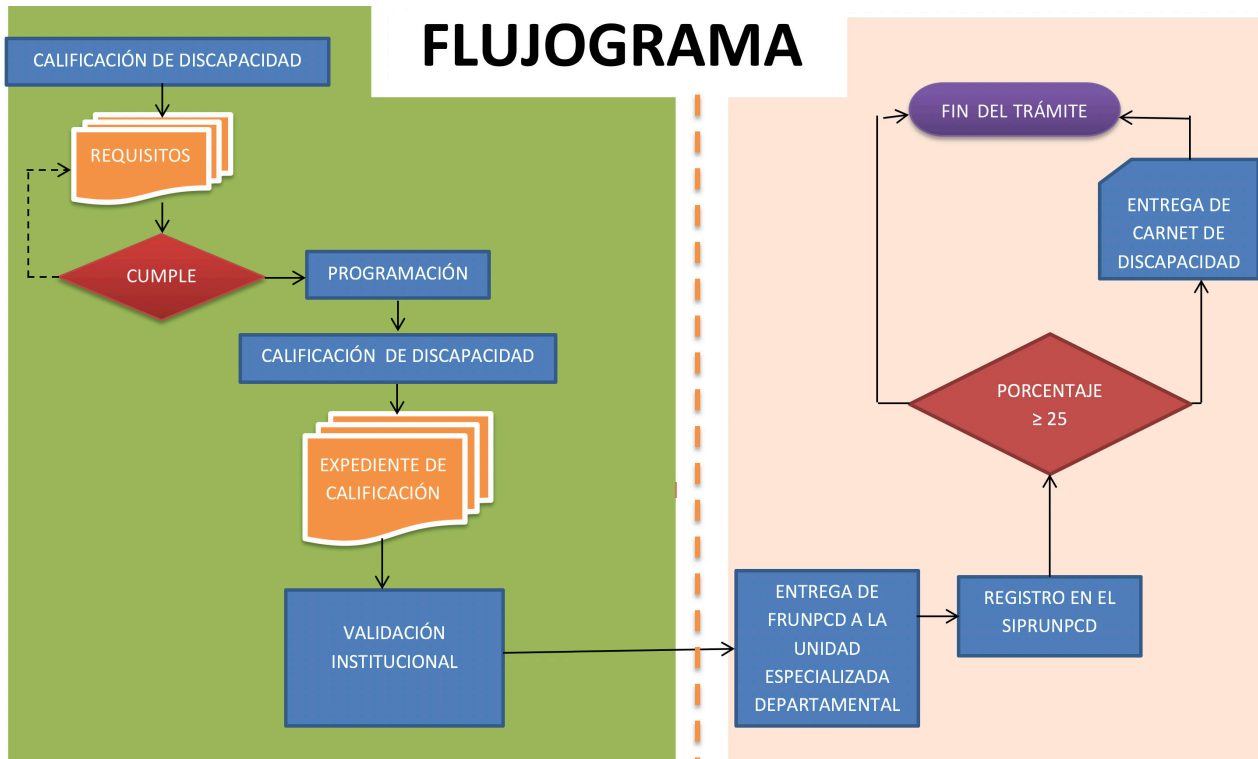 FLUJOGRAMA
CALIFICACIÓN DE DISCAPACIDAD
REQUISITOS
CUMPLE
PROGRAMACIÓN
CALIFICACIÓN DE DISCAPACIDAD
EXPEDIENTE DE
CALIFICACIÓN
VALIDACIÓN
INSTITUCIONAL
ENTREGA DE
FRUNPCD A LA
UNIDAD
ESPECIALIZADA
DEPARTAMENTAL
REGISTRO EN EL
SIPRUNPCD
PORCENTAJE
≥ 25
ENTREGA DE
CARNET DE
DISCAPACIDAD
FIN DEL TRÁMITE